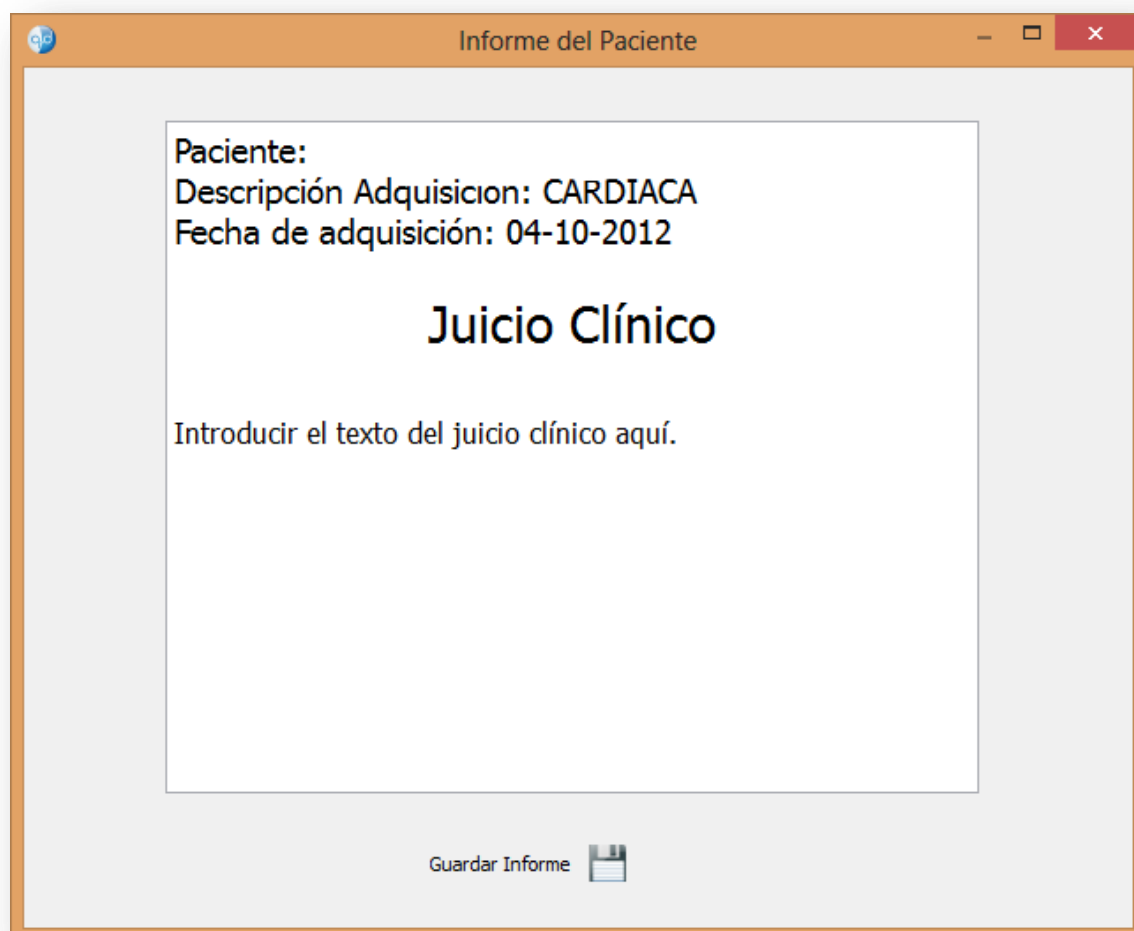 Informe del Paciente
Paciente:
Descripción Adquisicıon: CARDIACA
Fecha de adquisición: 04-10-2012
Juicio Clínico
Introducir el texto del juicio clínico aquí.
Guardar Informe